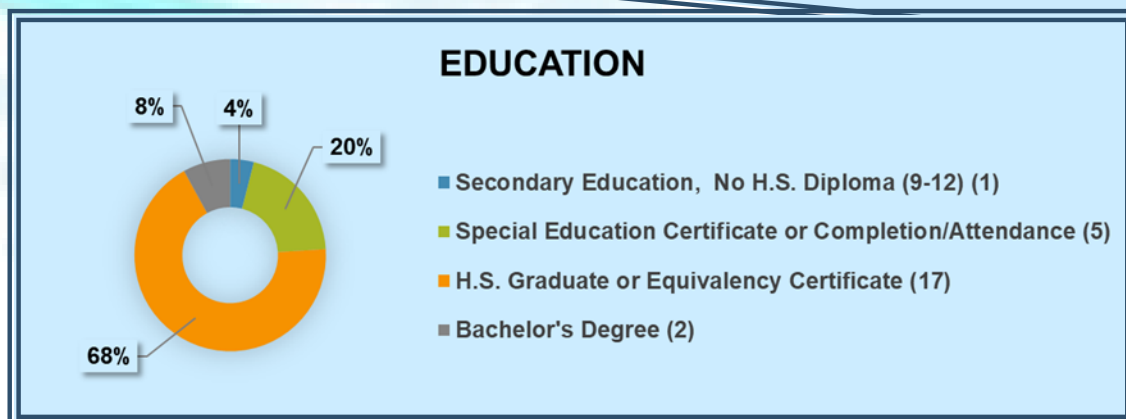 EDUCATION
8%
4%
20%
68%
Secondary Education, No H.S. Diploma (9-12) (1)
Special Education Certificate or Completion/Attendance (5)
H.S. Graduate or Equivalency Certificate (17)
Bachelor's Degree (2)